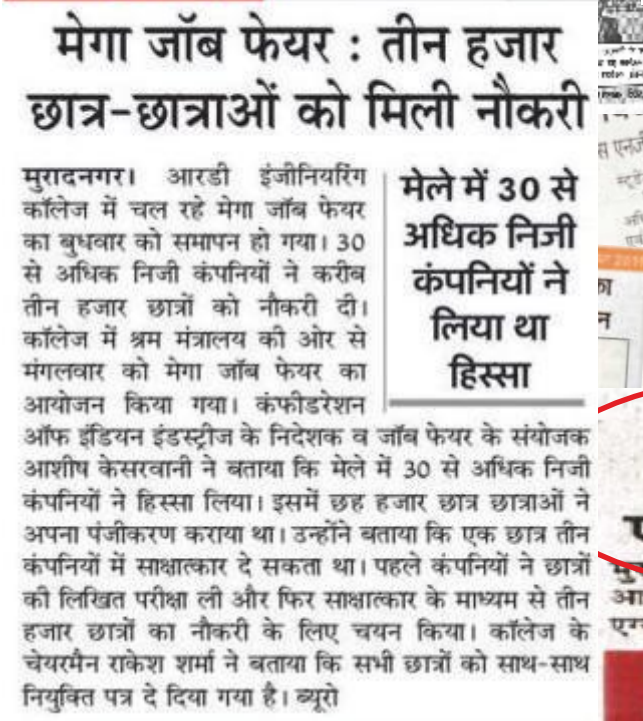 मेगा जॉब फेयर : तीन हजार
छात्र-छात्राओं को मिली नौकरी
मुरादनगर। आरडी इंजीनियरिंग
कॉलेज में चल रहे मेगा जॉब फेयर
का बुधवार को समापन हो गया। 30
से अधिक निजी कंपनियों ने करीब
तीन हजार छात्रों को नौकरी दी।
कॉलेज में श्रम मंत्रालय की ओर से
मंगलवार को मेगा जॉब फेयर का
आयोजन किया गया। कंफीडरेशन
मेले में 30 से
अधिक निजी
कंपनियों ने
लिया था
हिस्सा
ऑफ इंडियन इंडस्ट्रीज के निदेशक व जॉब फेयर के संयोजक
आशीष केसरवानी ने बताया कि मेले में 30 से अधिक निजी
कंपनियों ने हिस्सा लिया। इसमें छह हजार छात्र छात्राओं ने
अपना पंजीकरण कराया था। उन्होंने बताया कि एक छात्र तीन
कंपनियों में साक्षात्कार दे सकता था। पहले कंपनियों ने छात्रों
की लिखित परीक्षा ली और फिर साक्षात्कार के माध्यम से तीन
हजार छात्रों का नौकरी के लिए चयन किया। कॉलेज के
चेयरमैन राकेश शर्मा ने बताया कि सभी छात्रों को साथ-साथ
नियुक्ति पत्र दे दिया गया है। ब्यूरो